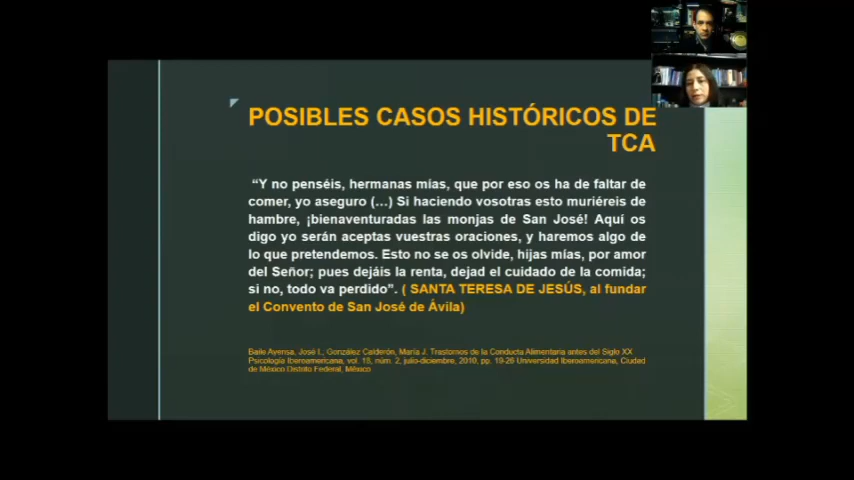 POSIBLES CASOS HISTÓRICOS DE
TCA
“Y no penséis, hermanas mías, que por eso os ha de faltar de
comer, yo aseguro (…) Si haciendo vosotras esto muriéreis de
hambre, ¡bienaventuradas las monjas de San José! Aquí os
digo yo serán aceptas vuestras oraciones, y haremos algo de
lo que pretendemos. Esto no se os olvide, hijas mías, por amor
del Señor; pues dejáis la renta, dejad el cuidado de la comida;
si no, todo va perdido”. ( SANTA TERESA DE JESÚS, al fundar
el Convento de San José de Ávila)
Baile Ayensa, José I., González Calderón, María J. Trastornos de la Conducta Alimentaria antes del Siglo XX
Psicología Iberoamericana, vol. 18, núm. 2, julio-diciembre, 2010, pp. 19-26 Universidad Iberoamericana, Ciudad
de México Distrito Federal, México